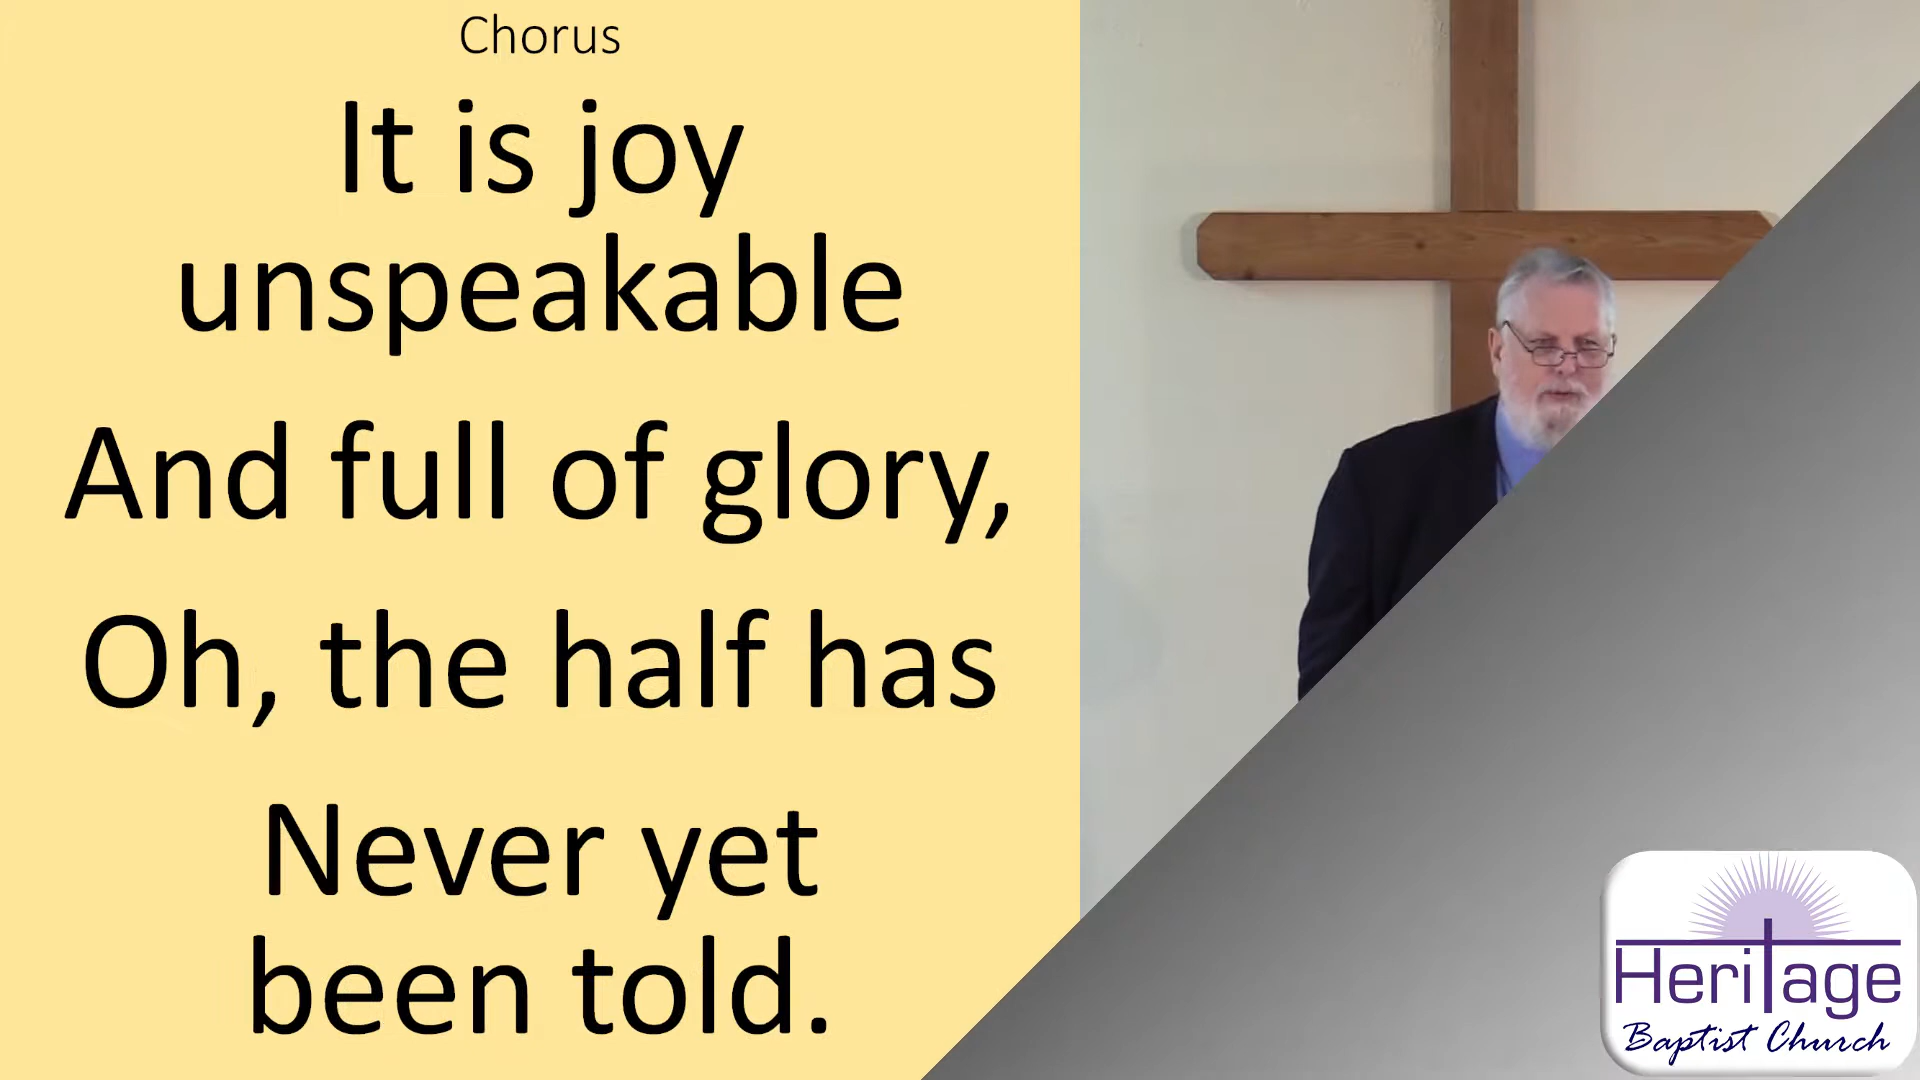 Chorus
It is joy
unspeakable
And full of glory,
Oh, the half has
Never yet
been told.
Heritage
Baptist Church